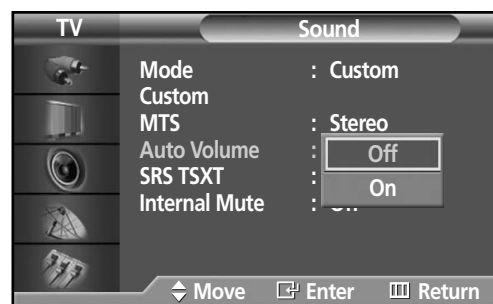 TV Sound
Mode : Custom
Custom
MTS : Stereo
Auto Volume : Off
SRS TSXT : On
Internal Mute :
Move Enter Return